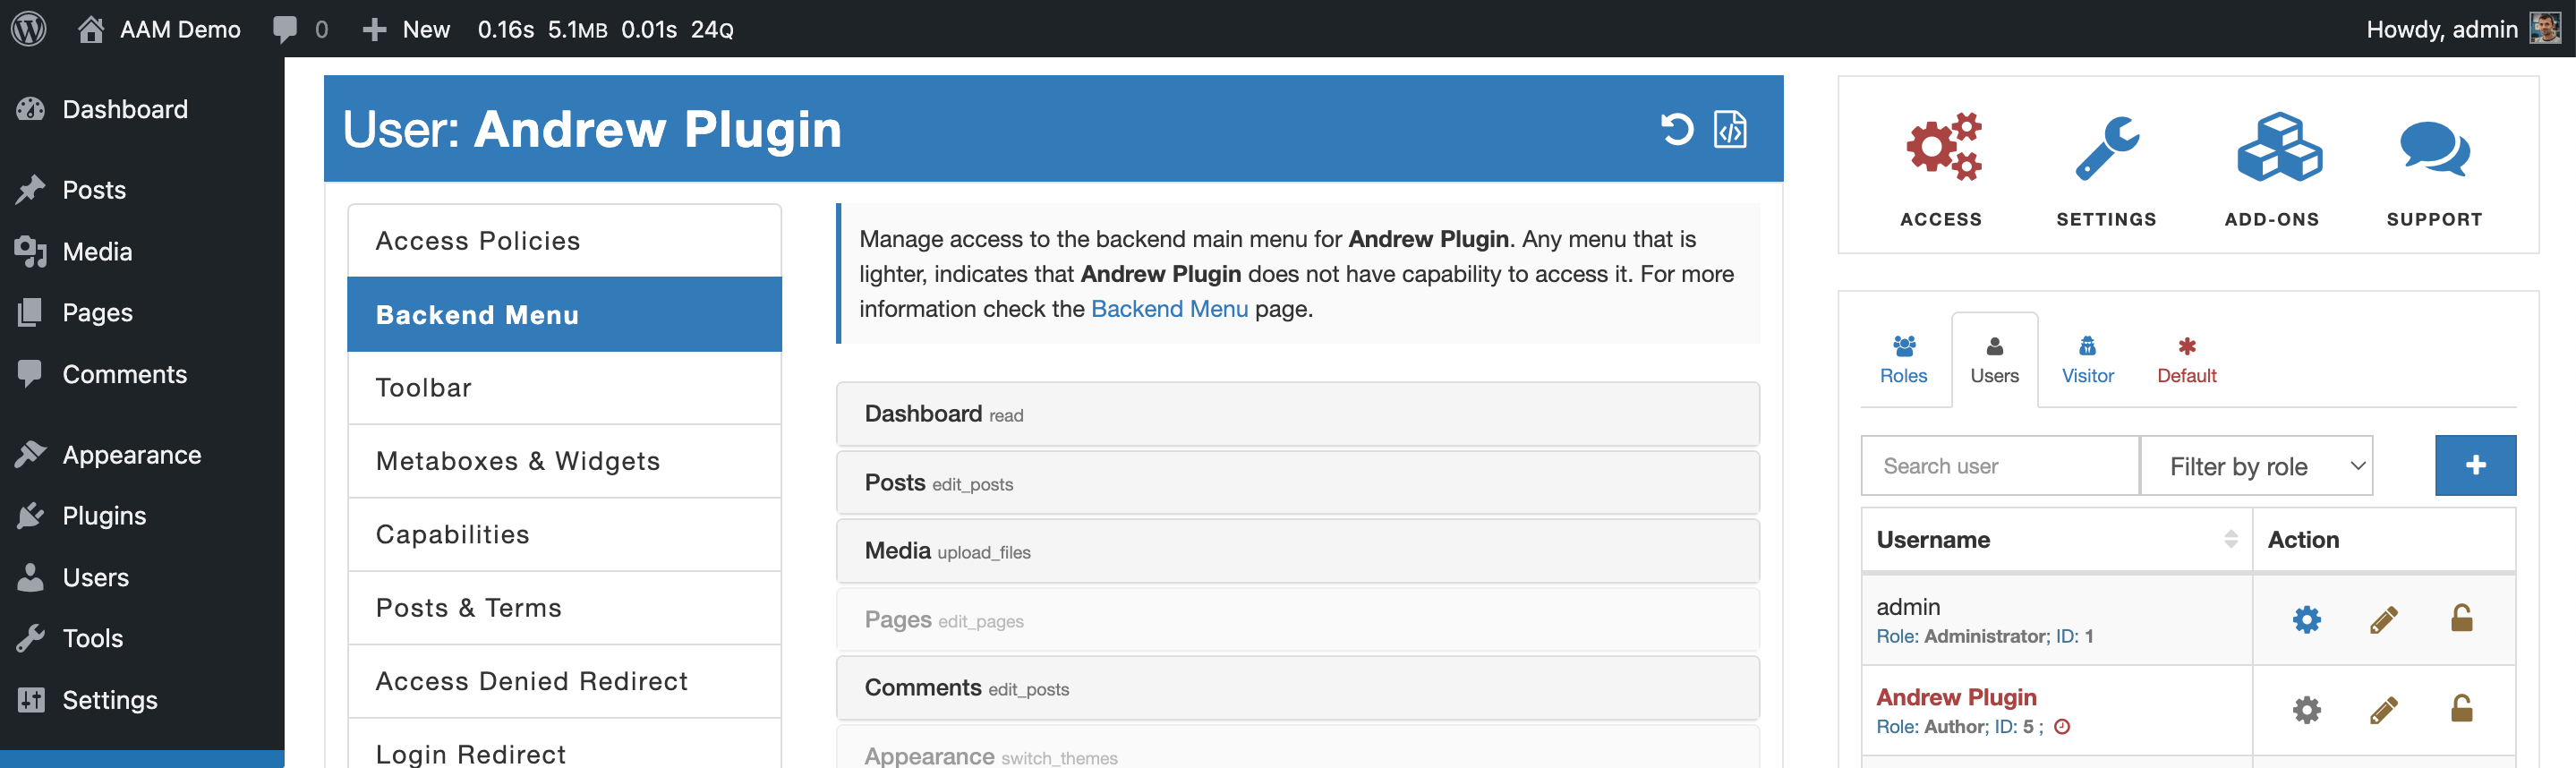 AAM Demo 0 New 0.16s 5.1MB 0.01s 24Q Howdy, admin
Dashboard
Posts
Media
Pages
Comments
Appearance
Plugins
Users
Tools
Settings
User: Andrew Plugin
Access Policies
Backend Menu
Toolbar
Metaboxes & Widgets
Capabilities
Posts & Terms
Access Denied Redirect
Login Redirect
Manage access to the backend main menu for Andrew Plugin. Any menu that is
lighter, indicates that Andrew Plugin does not have capability to access it. For more
information check the Backend Menu page.
Dashboard read
Posts edit_posts
Media upload_files
Pages edit_pages
Comments edit_posts
Appearance switch_themes
ACCESS SETTINGS ADD-ONS SUPPORT
Roles Users Visitor Default
Search user Filter by role
Username Action
admin
Role: Administrator; ID: 1
Andrew Plugin
Role: Author; ID: 5 ;